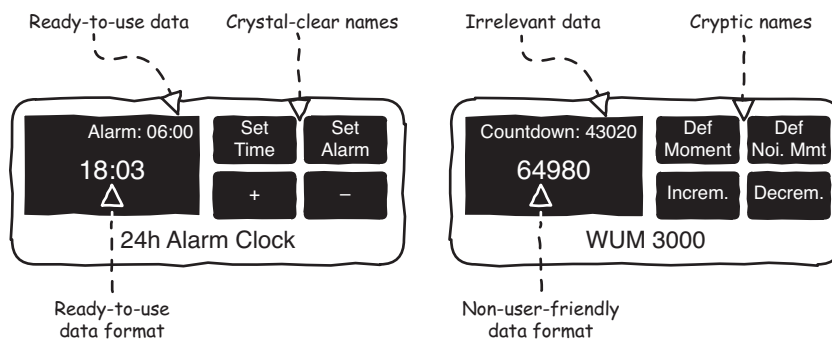 Ready-to-use data
Crystal-clear names
Irrelevant data
Cryptic names
Alarm: 06:00
18:03
Set
Time
Set
Alarm
+
–
24h Alarm Clock
Countdown: 43020
64980
Def
Moment
Def
Noi. Mmt
Increm.
Decrem.
WUM 3000
Ready-to-use
data format
Non-user-friendly
data format